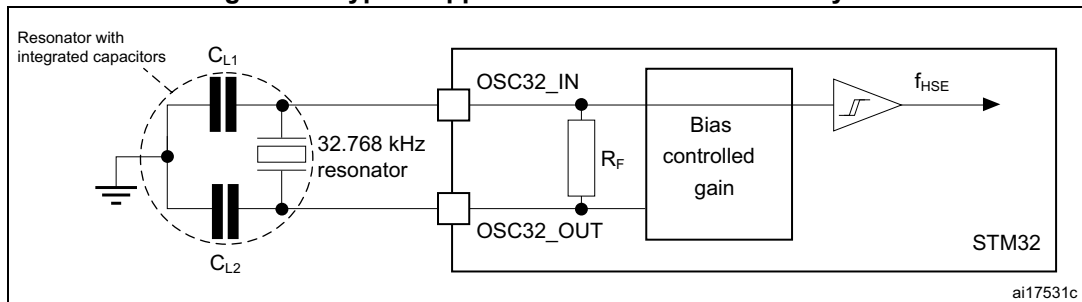 Resonator with
integrated capacitors
CL1
OSC32_IN
fHSE
32.768 kHz
resonator
RF
Bias
controlled
gain
OSC32_OUT
STM32
CL2
ai17531c